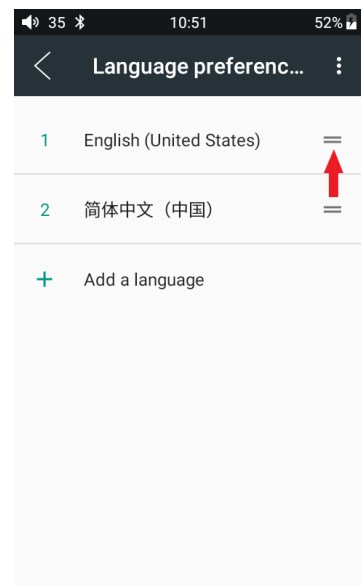 35 10:51 52%
Language preferenc...
1 English (United States)
2 简体中文（中国）
+ Add a language